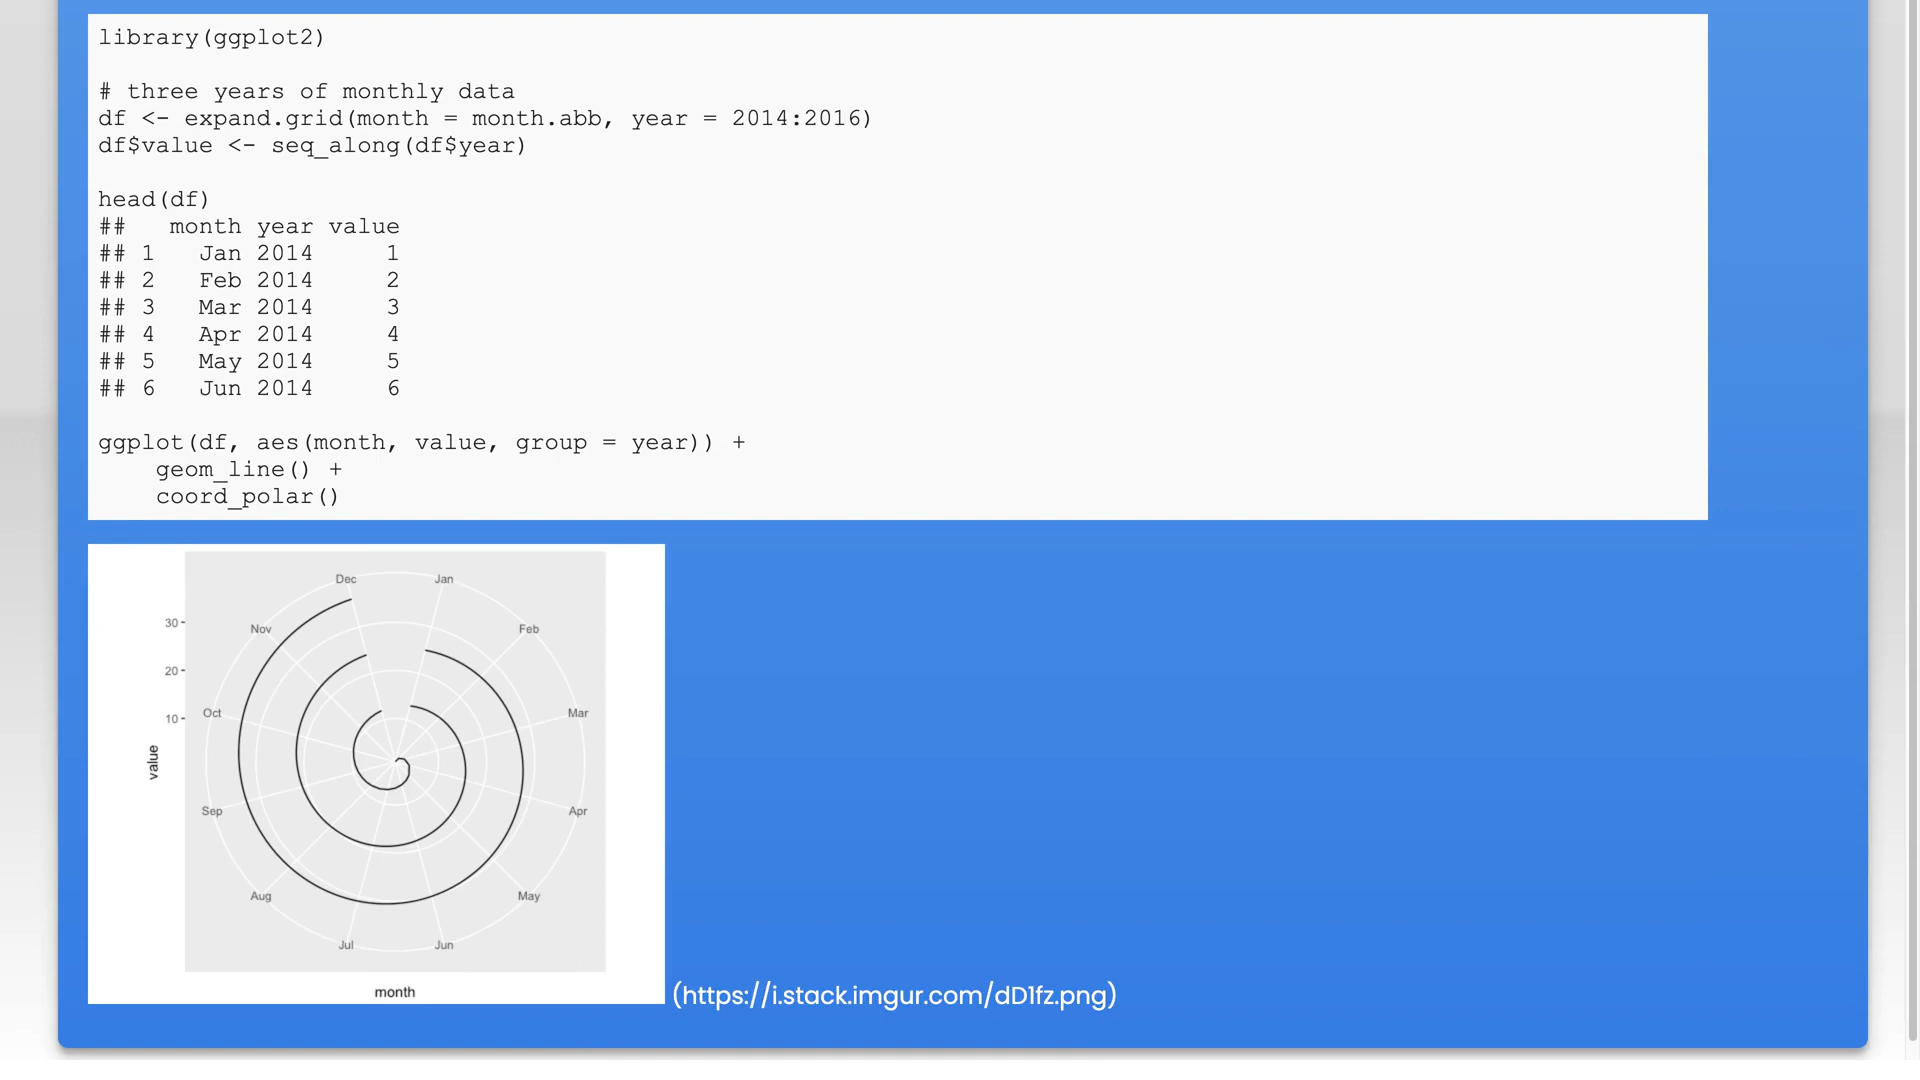 library(ggplot2)
# three years of monthly data
df <- expand.grid(month = month.abb, year = 2014:2016)
df$value <- seq_along(df$year)
head(df)
##   month year value
## 1   Jan 2014     1
## 2   Feb 2014     2
## 3   Mar 2014     3
## 4   Apr 2014     4
## 5   May 2014     5
## 6   Jun 2014     6
ggplot(df, aes(month, value, group = year)) +
    geom_line() +
    coord_polar()
Dec
Jan
30
Nov
Feb
20
10
Oct
Mar
value
Sep
Apr
Aug
May
Jul
Jun
month
(https://i.stack.imgur.com/dD1fz.png)